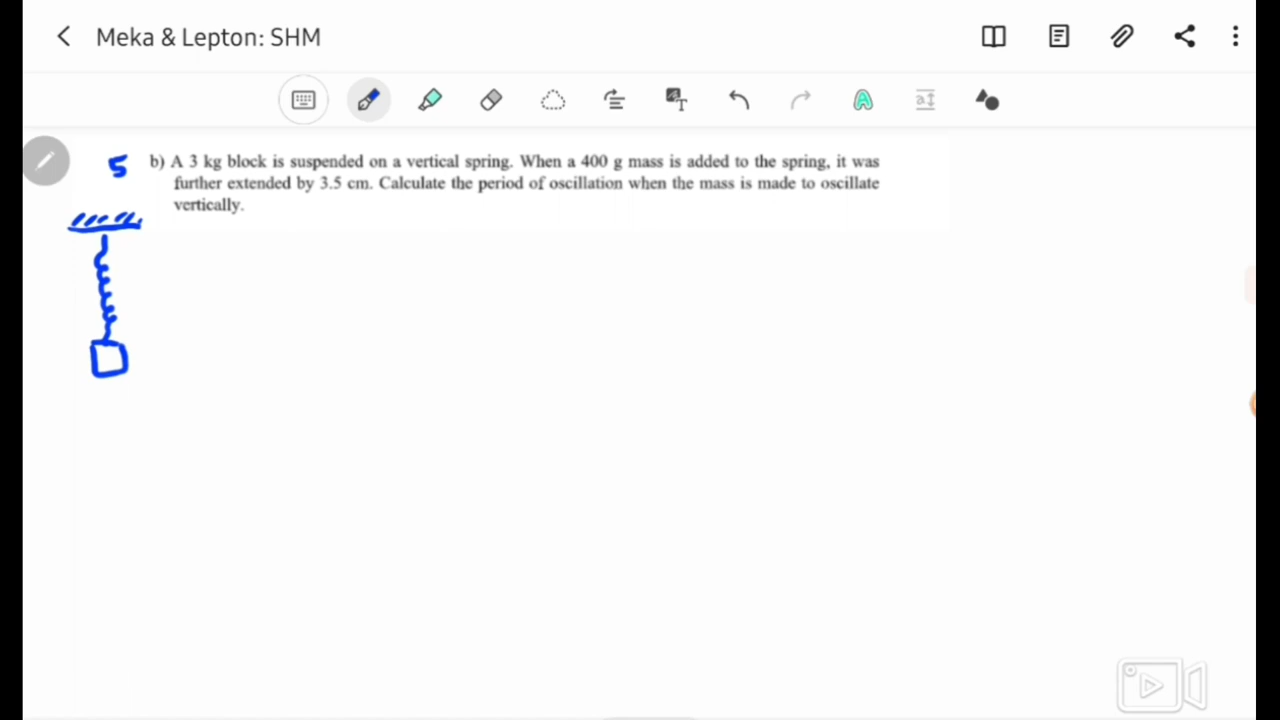 Meka & Lepton: SHM
T
A
a
5 b) A 3 kg block is suspended on a vertical spring. When a 400 g mass is added to the spring, it was
further extended by 3.5 cm. Calculate the period of oscillation when the mass is made to oscillate
vertically.